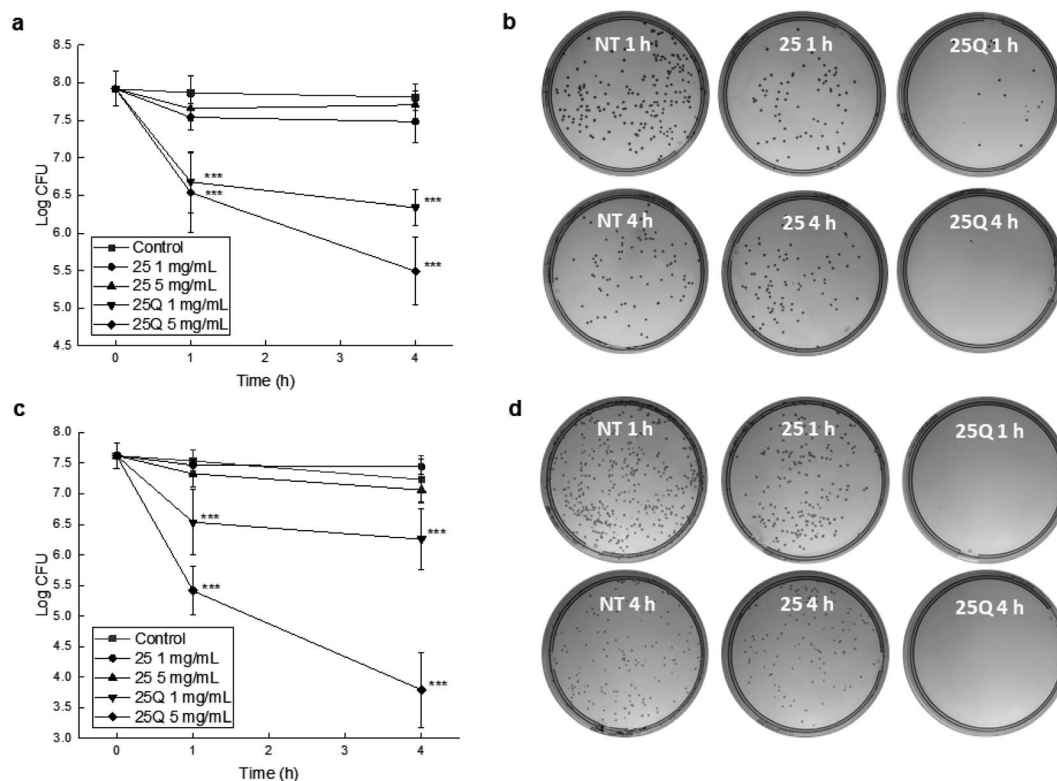 a
8.5
8.0
7.5
7.0
6.5
6.0
5.5
5.0
4.5
Log CFU
***
***
***
***
Control
25 1 mg/mL
25 5 mg/mL
25Q 1 mg/mL
25Q 5 mg/mL
0 1 2 3 4
Time (h)
b
NT 1 h
25 1 h
25Q 1 h
NT 4 h
25 4 h
25Q 4 h
c
8.0
7.5
7.0
6.5
6.0
5.5
5.0
4.5
4.0
3.5
3.0
Log CFU
***
***
***
***
Control
25 1 mg/mL
25 5 mg/mL
25Q 1 mg/mL
25Q 5 mg/mL
0 1 2 3 4
Time (h)
d
NT 1 h
25 1 h
25Q 1 h
NT 4 h
25 4 h
25Q 4 h